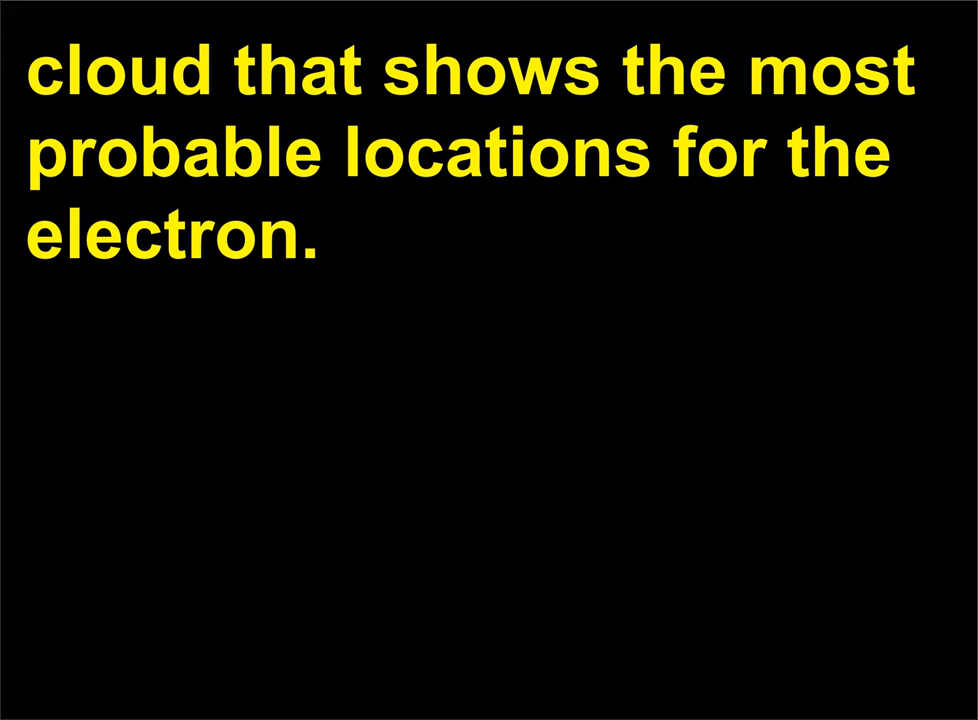 cloud that shows the most
probable locations for the
electron.